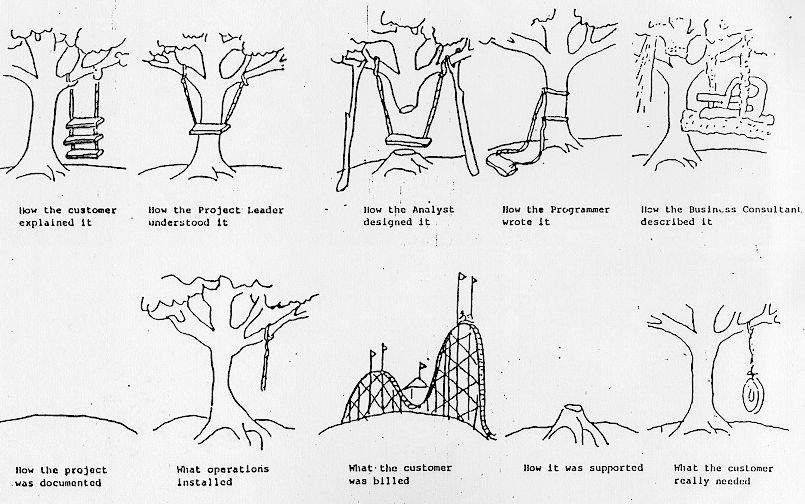 How the customer
explained it
How the Project Leader
understood it
How the Analyst
designed it
How the Programmer
wrote it
How the Business Consultant
described it
How the project
was documented
What operations
installed
What the customer
was billed
How it was supported
What the customer
really needed